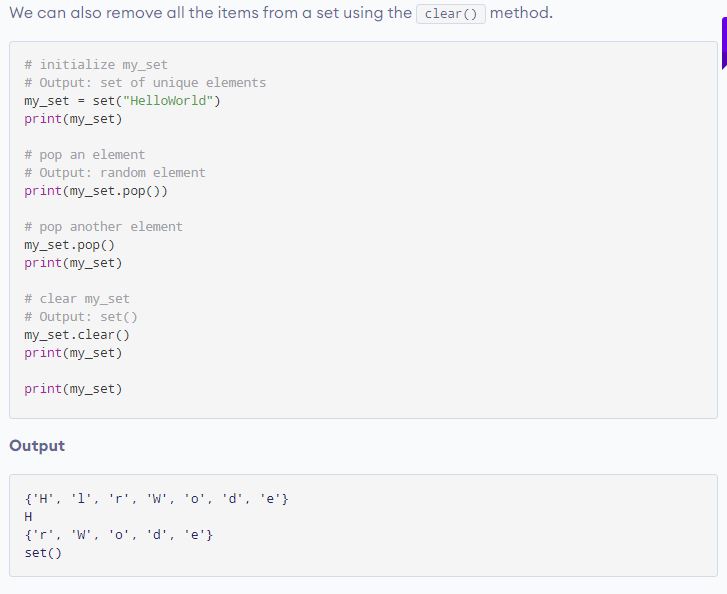 We can also remove all the items from a set using the clear() method.
# initialize my_set
# Output: set of unique elements
my_set = set("HelloWorld")
print(my_set)
# pop an element
# Output: random element
print(my_set.pop())
# pop another element
my_set.pop()
print(my_set)
# clear my_set
# Output: set()
my_set.clear()
print(my_set)
print(my_set)
Output
{'H', 'l', 'r', 'W', 'o', 'd', 'e'}
H
{'r', 'W', 'o', 'd', 'e'}
set()